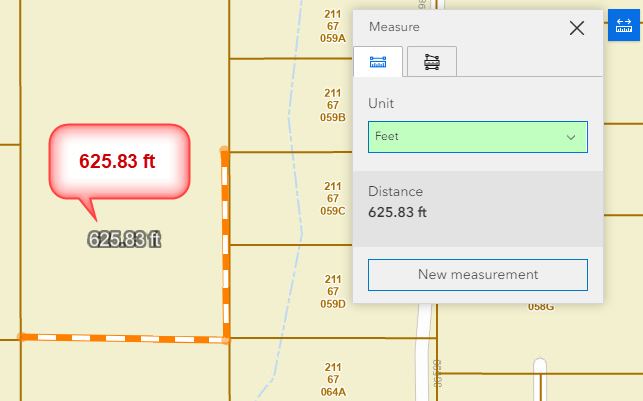 211
67
059A
Measure
Unit
Feet
211
67
059B
625.83 ft
625.83 ft
211
67
059C
Distance
625.83 ft
New measurement
211
67
059D
058G
211
67
064A